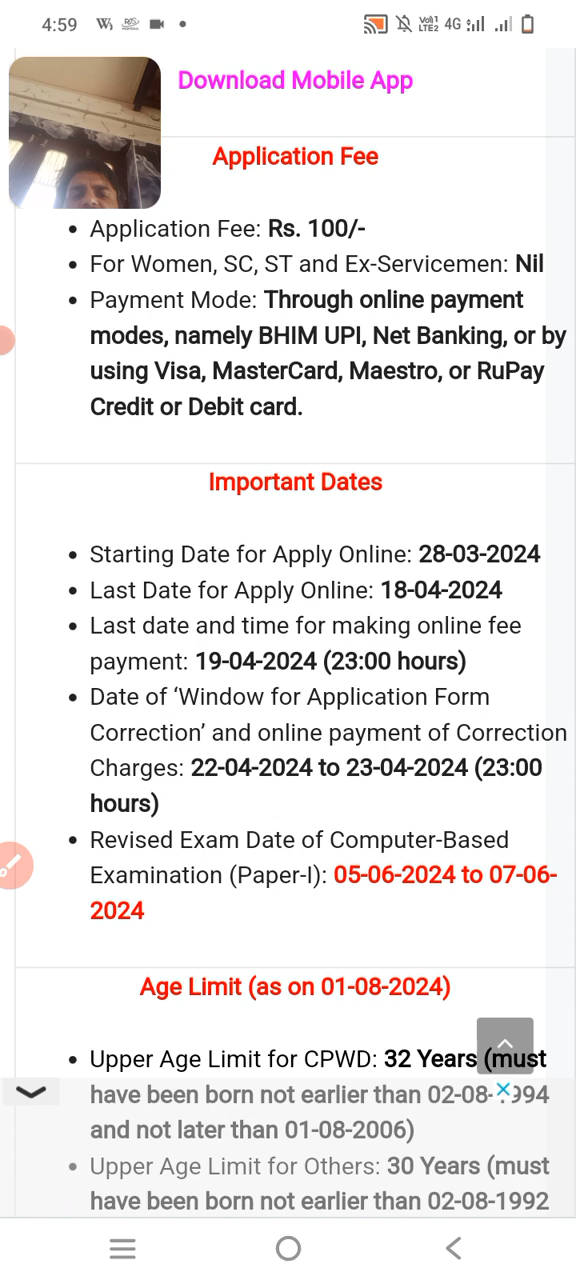 4:59
4G
Download Mobile App
Application Fee
• Application Fee: Rs. 100/-
• For Women, SC, ST and Ex-Servicemen: Nil
• Payment Mode: Through online payment
modes, namely BHIM UPI, Net Banking, or by
using Visa, MasterCard, Maestro, or RuPay
Credit or Debit card.
Important Dates
• Starting Date for Apply Online: 28-03-2024
• Last Date for Apply Online: 18-04-2024
• Last date and time for making online fee
payment: 19-04-2024 (23:00 hours)
• Date of ‘Window for Application Form
Correction’ and online payment of Correction
Charges: 22-04-2024 to 23-04-2024 (23:00
hours)
• Revised Exam Date of Computer-Based
Examination (Paper-I): 05-06-2024 to 07-06-
2024
Age Limit (as on 01-08-2024)
• Upper Age Limit for CPWD: 32 Years (must
have been born not earlier than 02-08-
and not later than 01-08-2006)
• Upper Age Limit for Others: 30 Years (must
have been born not earlier than 02-08-1992